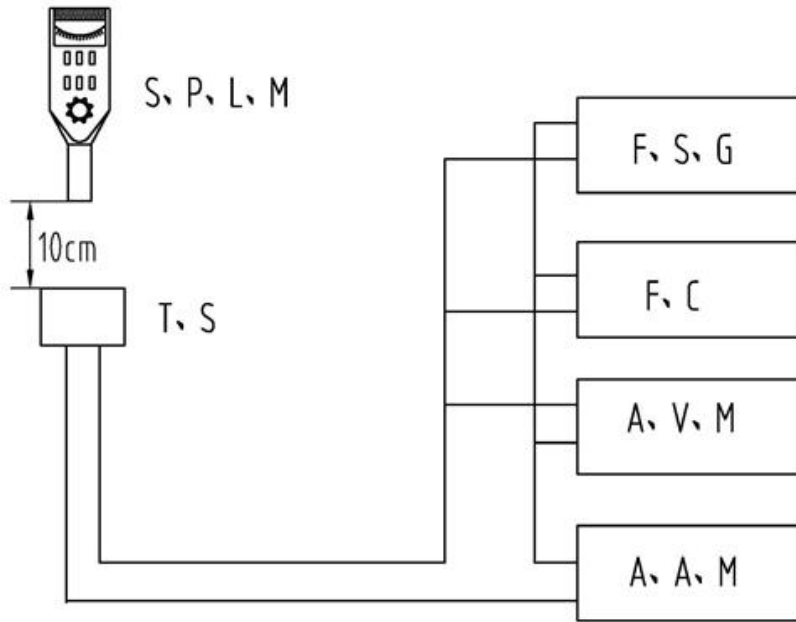 S、P、L、M
10cm
T、S
F、S、G
F、C
A、V、M
A、A、M